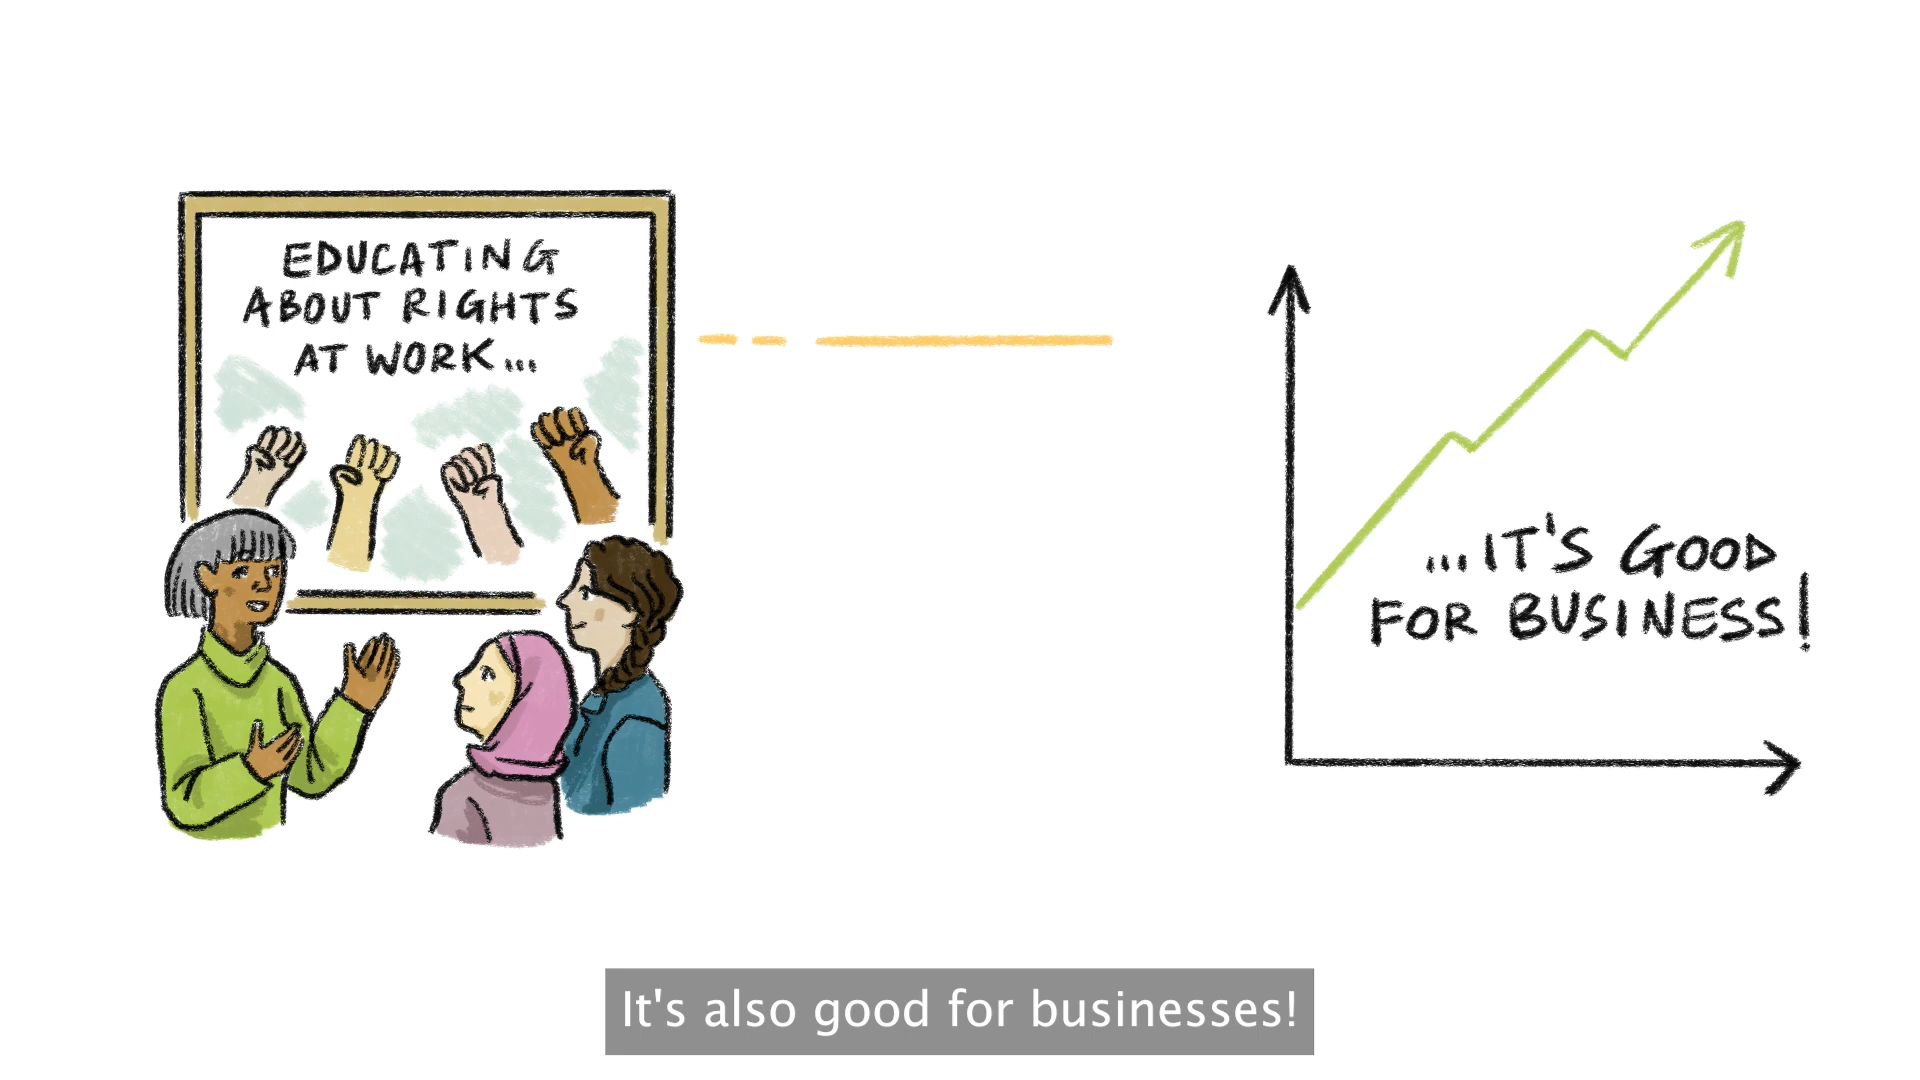 EDUCATING
ABOUT RIGHTS
AT WORK...
...IT'S GOOD
FOR BUSINESS!
It's also good for businesses!